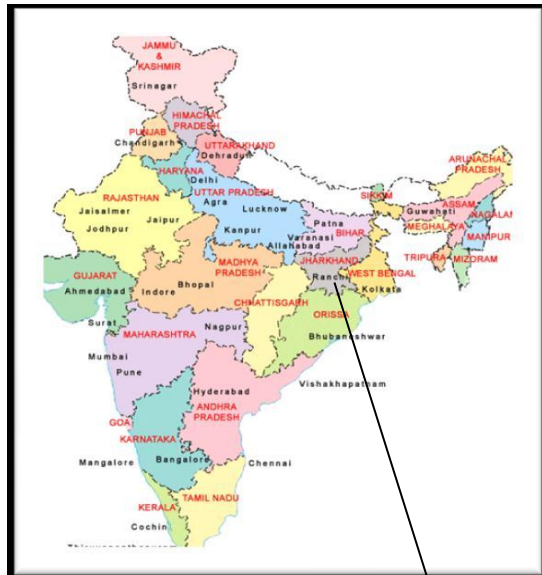 JAMMU
&
KASHMIR
Srinagar
HIMACHAL
PRADESH
PUNJAB
Chandigarh
UTTARAKHAND
Dehradun
HARYANA
Delhi
ARUNACHAL
PRADESH
RAJASTHAN
UTTAR PRADESH
Agra
Lucknow
SIKKIM
ASSAM
Jaisalmer
Jaipur
Guwahati
NAGALAN
Jodhpur
Kanpur
Patna
Varanasi
BIHAR
MEGHALAYA
MANIPUR
Allahabad
MADHYA
PRADESH
JHARKHAND
TRIPURA
MIZORAM
GUJARAT
Ahmedabad
Bhopal
Indore
Ranchi
WEST BENGAL
Kolkata
CHHATTISGARH
Surat
ORISSA
MAHARASHTRA
Nagpur
Bhubaneshwar
Mumbai
Pune
Hyderabad
Vishakhapatnam
ANDHRA
PRADESH
GOA
KARNATAKA
Mangalore
Bangalore
Chennai
KERALA
TAMIL NADU
Cochin